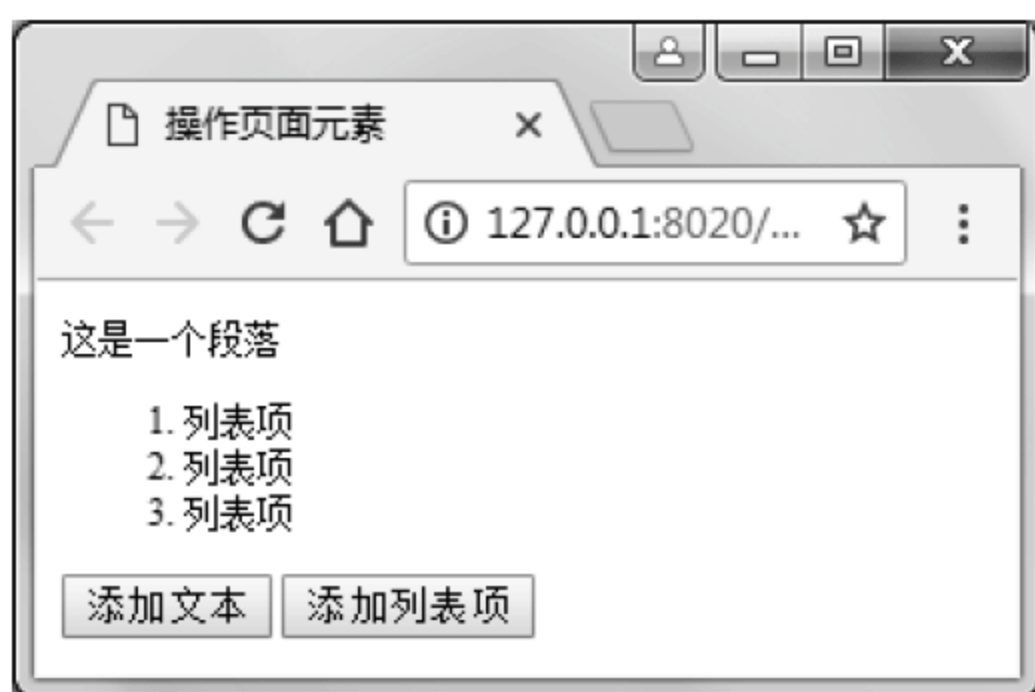 操作页面元素
127.0.0.1:8020/...
这是一个段落
1. 列表项
2. 列表项
3. 列表项
添加文本 添加列表项